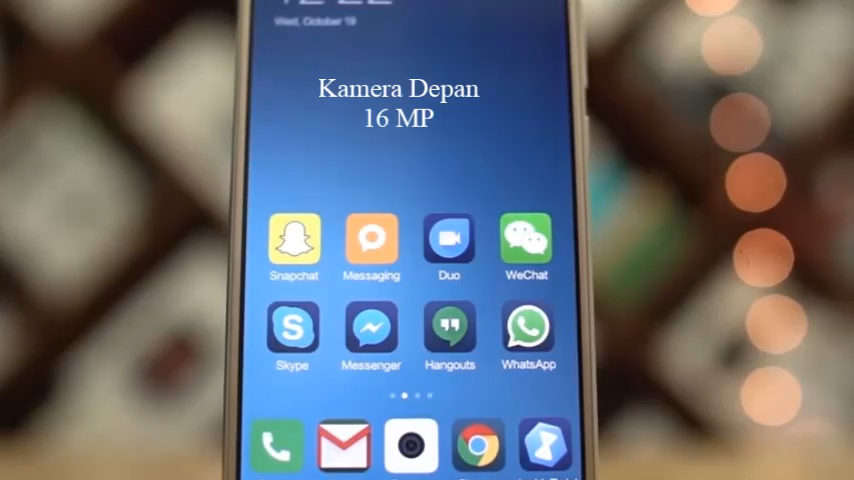 Wed, October 19
Kamera Depan
16 MP
Snapchat
Messaging
Duo
WeChat
Skype
Messenger
Hangouts
WhatsApp